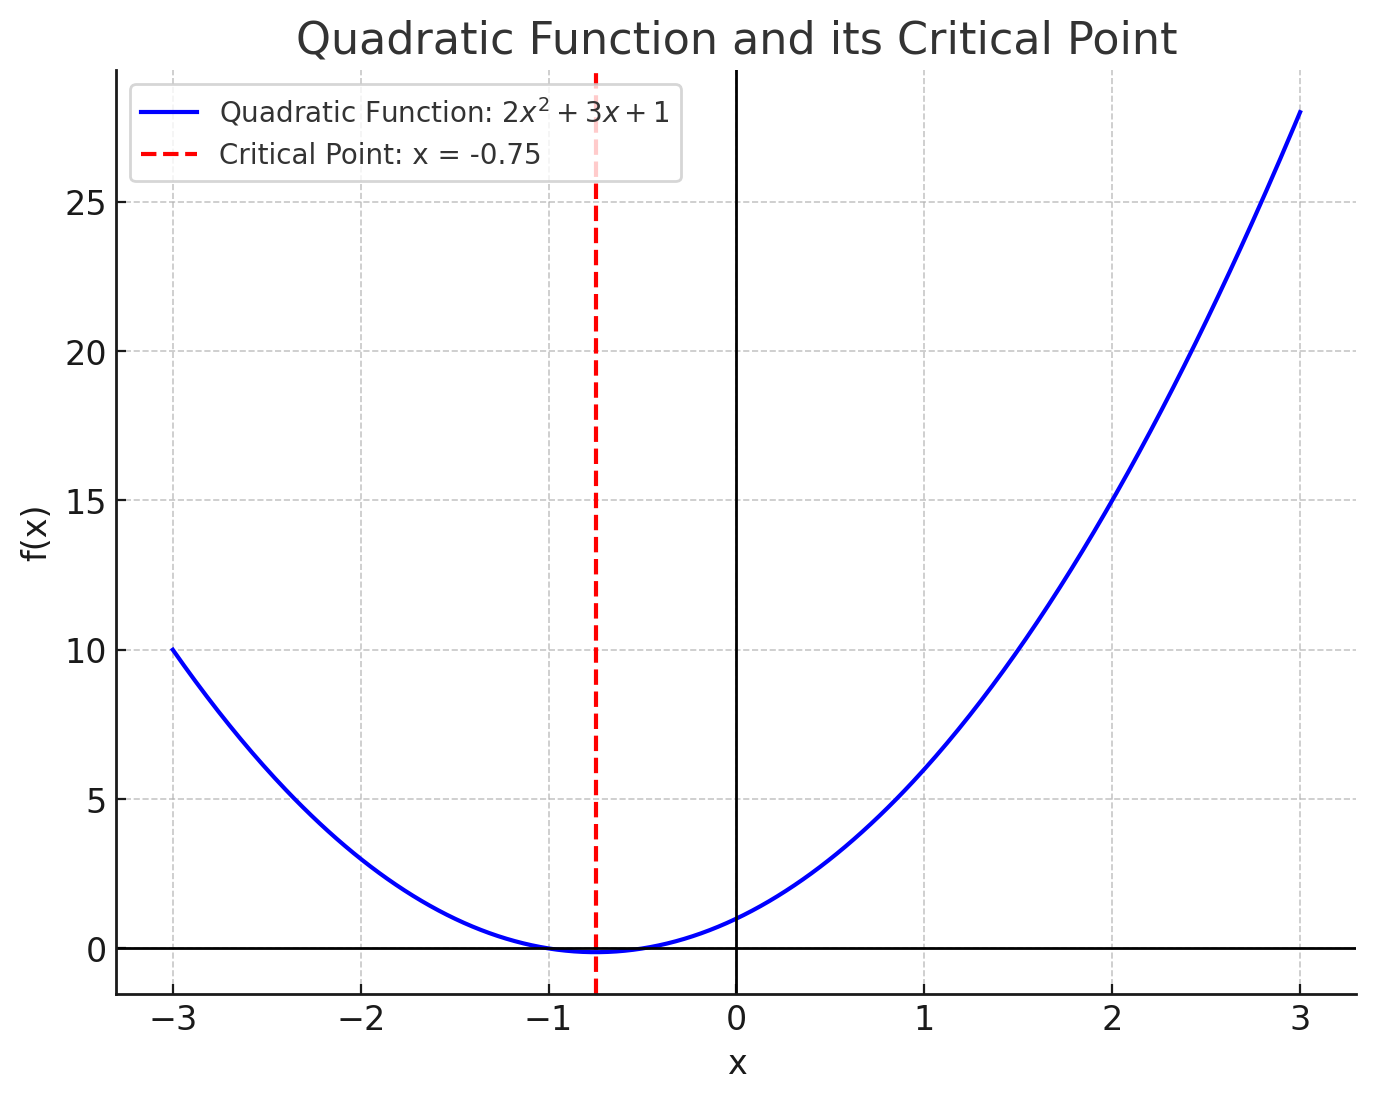 Quadratic Function and its Critical Point
Quadratic Function: 2x² + 3x + 1
Critical Point: x = -0.75
f(x)
25
20
15
10
5
0
−3 −2 −1 0 1 2 3
x